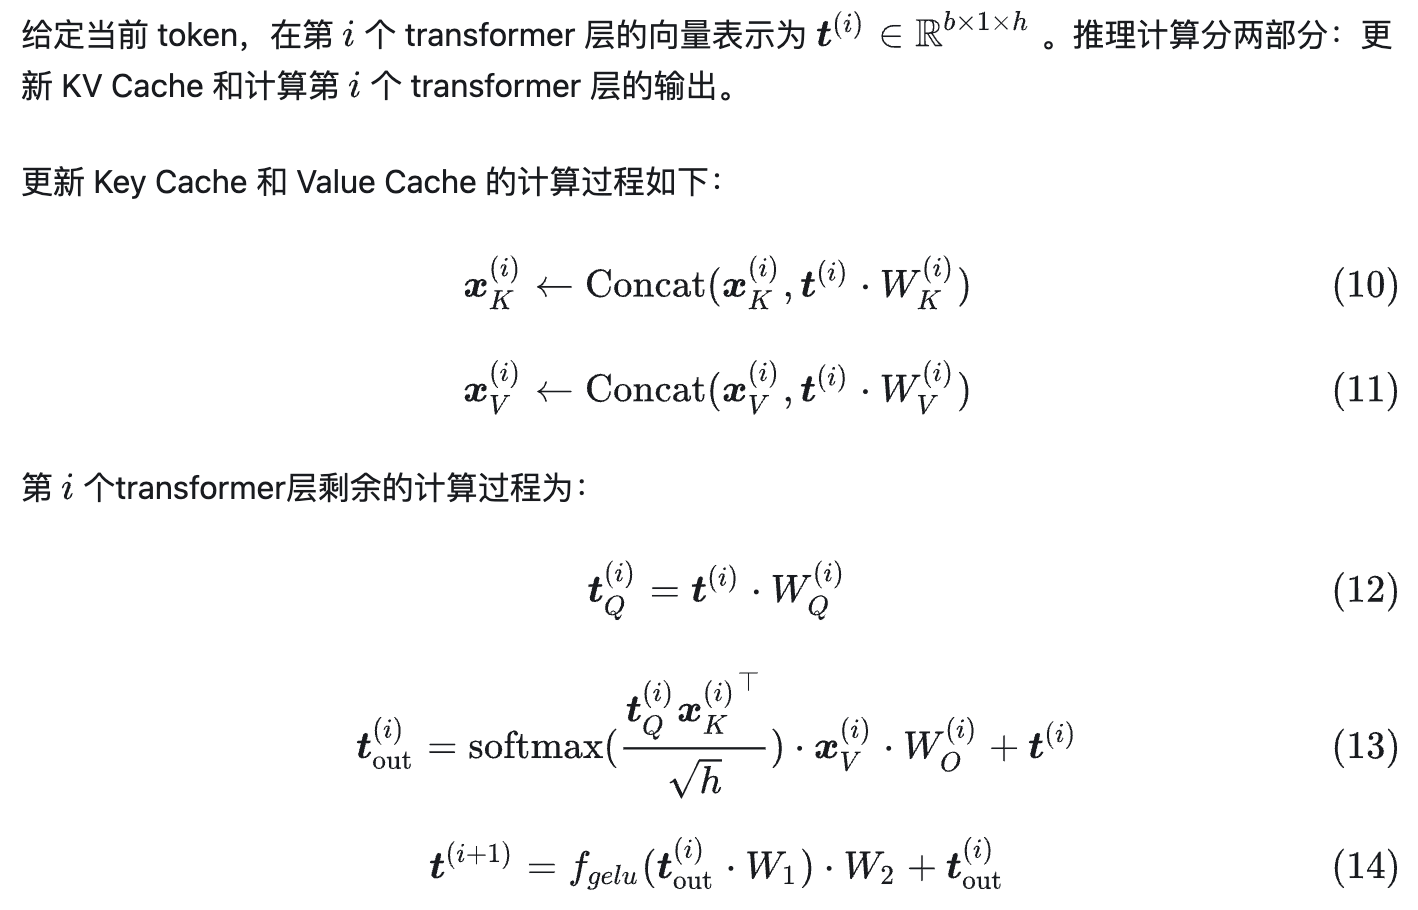 给定当前 token，在第 i 个 transformer 层的向量表示为 $\boldsymbol{t}^{(i)} \in \mathbb{R}^{b \times 1 \times h}$ 。推理计算分两部分：更
新 KV Cache 和计算第 i 个 transformer 层的输出。
更新 Key Cache 和 Value Cache 的计算过程如下：
$\boldsymbol{x}_K^{(i)} \leftarrow \text{Concat}(\boldsymbol{x}_K^{(i)}, \boldsymbol{t}^{(i)} \cdot W_K^{(i)})$ (10)
$\boldsymbol{x}_V^{(i)} \leftarrow \text{Concat}(\boldsymbol{x}_V^{(i)}, \boldsymbol{t}^{(i)} \cdot W_V^{(i)})$ (11)
第 i 个transformer层剩余的计算过程为：
$\boldsymbol{t}_Q^{(i)} = \boldsymbol{t}^{(i)} \cdot W_Q^{(i)}$ (12)
$\boldsymbol{t}_{\text{out}}^{(i)} = \text{softmax}(\frac{\boldsymbol{t}_Q^{(i)} {\boldsymbol{x}_K^{(i)}}^\top}{\sqrt{h}}) \cdot \boldsymbol{x}_V^{(i)} \cdot W_O^{(i)} + \boldsymbol{t}^{(i)}$ (13)
$\boldsymbol{t}^{(i+1)} = f_{gelu}(\boldsymbol{t}_{\text{out}}^{(i)} \cdot W_1) \cdot W_2 + \boldsymbol{t}_{\text{out}}^{(i)}$ (14)